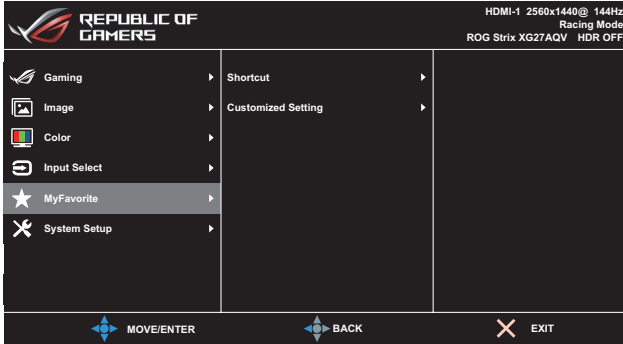 REPUBLIC OF
GAMERS
HDMI-1 2560x1440@ 144Hz
Racing Mode
ROG Strix XG27AQV HDR OFF
Gaming
Image
Color
Input Select
MyFavorite
System Setup
Shortcut
Customized Setting
MOVE/ENTER
BACK
EXIT